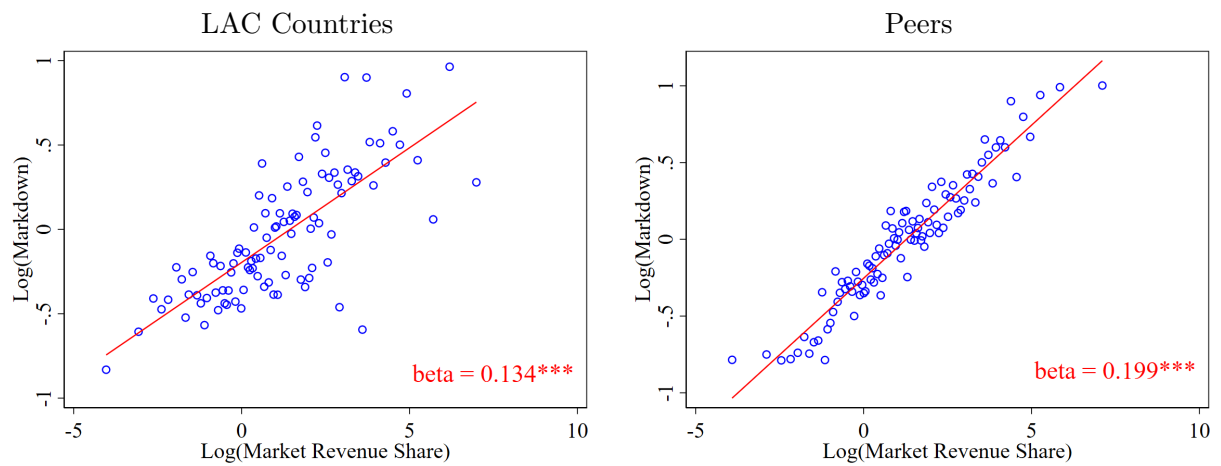 LAC Countries
Log(Markdown)
1
.5
0
-.5
-1
beta = 0.134***
-5
0
5
10
Log(Market Revenue Share)
Peers
Log(Markdown)
1
.5
0
-.5
-1
beta = 0.199***
-5
0
5
10
Log(Market Revenue Share)